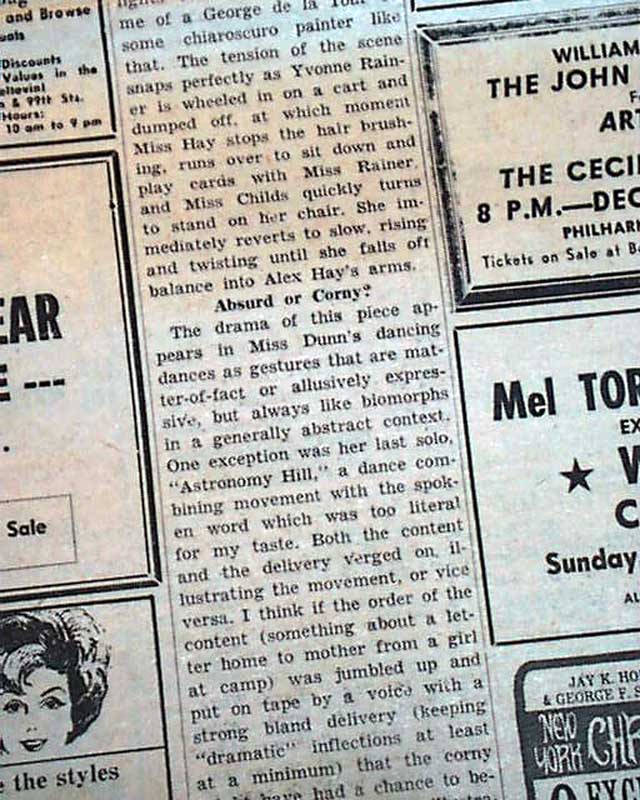 and Browse
Discounts
Values in the
& 99th Sts.
Hours:
10 am to 9 pm
EAR
E ---
Sale
the styles
me of a George de la Tour or
some chiaroscuro painter like
that. The tension of the scene
snaps perfectly as Yvonne Rain-
er is wheeled in on a cart and
dumped off, at which moment
Miss Hay stops the hair brush-
ing, runs over to sit down and
play cards with Miss Rainer,
and Miss Childs quickly turns
to stand on her chair. She im-
mediately reverts to slow, rising
and twisting until she falls off
balance into Alex Hay's arms.
Absurd or Corny?
The drama of this piece ap-
pears in Miss Dunn's dancing
dances as gestures that are mat-
ter-of-fact or allusively expres-
sive, but always like biomorphs
in a generally abstract context.
One exception was her last solo,
"Astronomy Hill," a dance com-
bining movement with the spok-
en word which was too literal
for my taste. Both the content
and the delivery verged on il-
lustrating the movement, or vice
versa. I think if the order of the
content (something about a let-
ter home to mother from a girl
at camp) was jumbled up and
put on tape by a voice with a
strong bland delivery (keeping
"dramatic" inflections at least
at a minimum) that the corny
have had a chance to be-
WILLIAM
THE JOHN
ART
THE CECIL
8 P.M.—DEC
PHILHAR
Tickets on Sale at
Mel TOR
EX
★ V
C
Sunday
JAY K. HO
& GEORGE F.
NEW
YORK
EXC